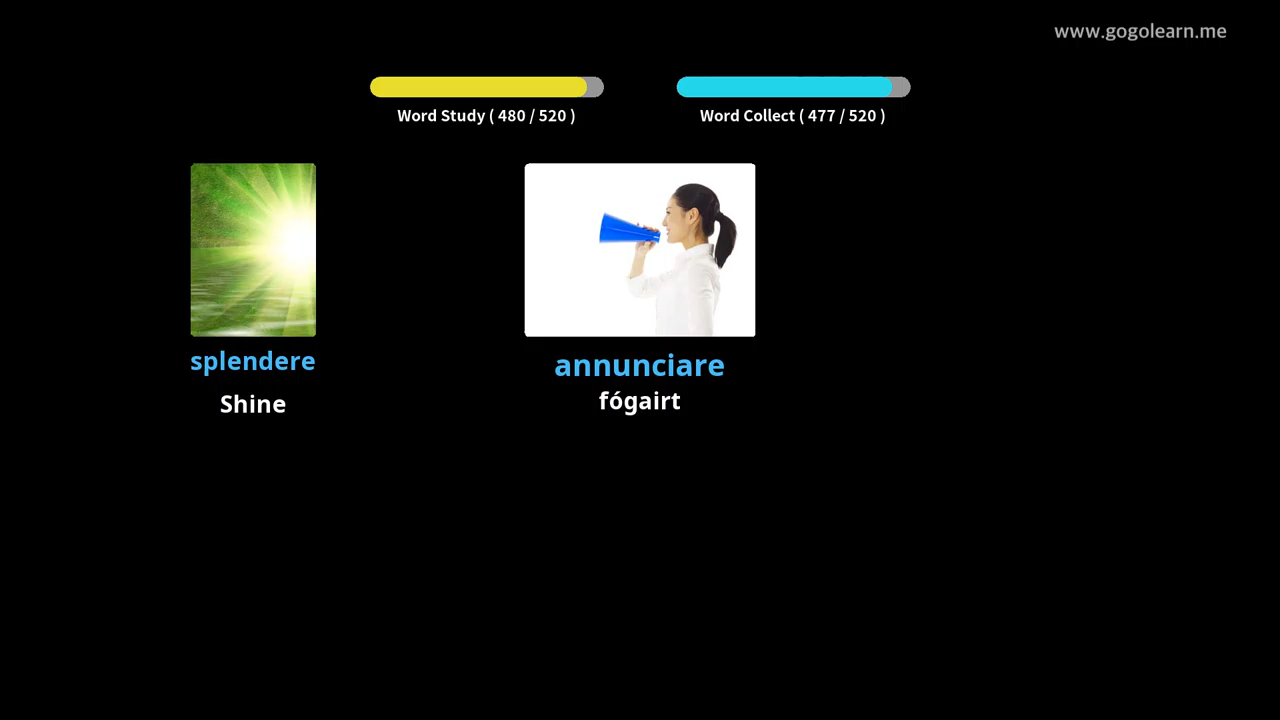 www.gogolearn.me
Word Study ( 480 / 520 )
Word Collect ( 477 / 520 )
splendere
Shine
annunciare
fógairt